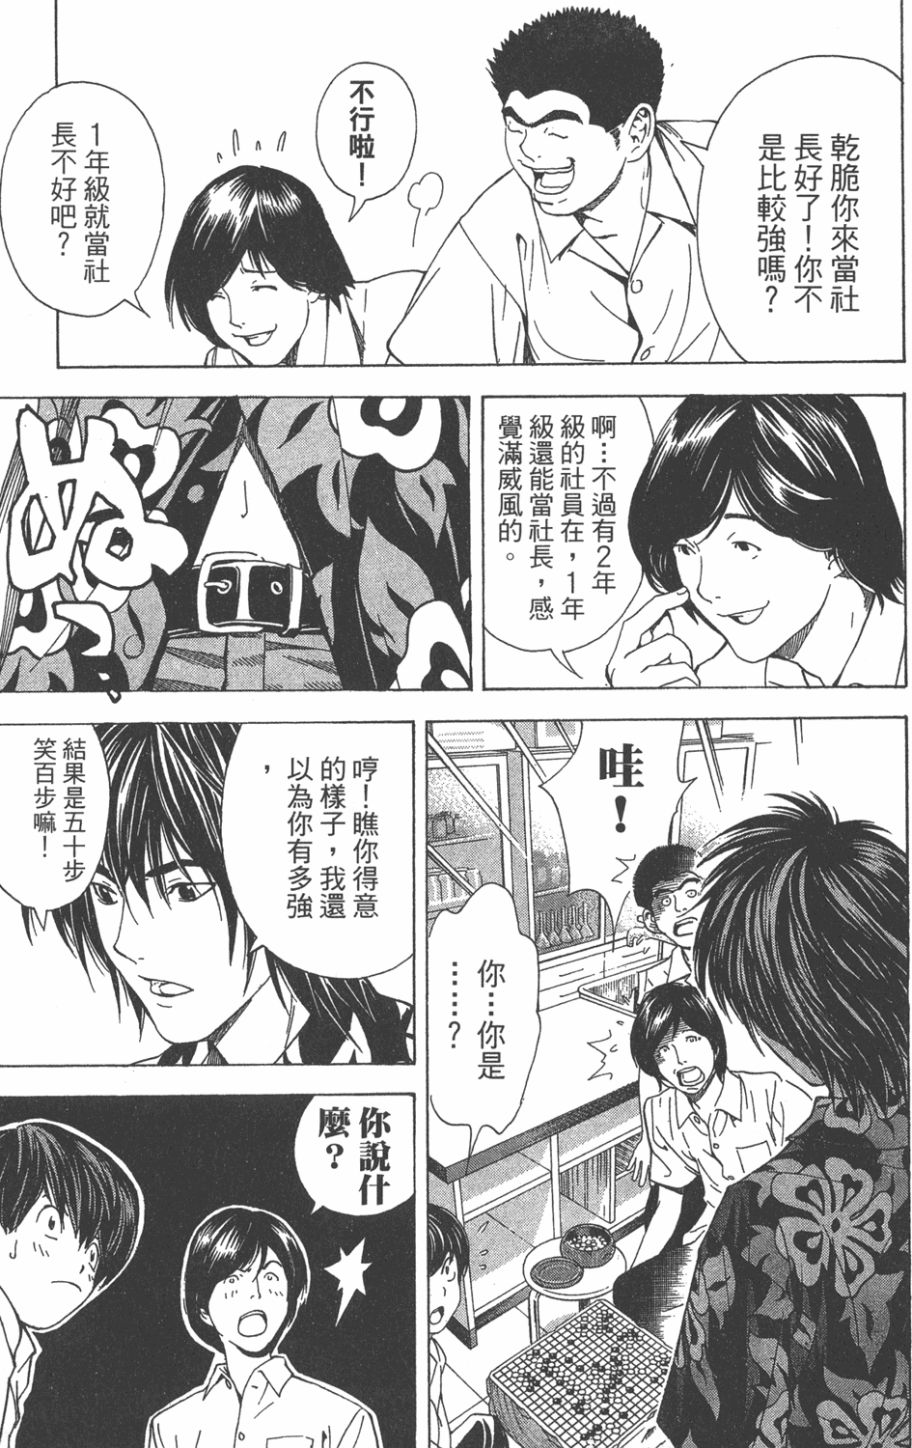 乾脆你來當社
長好了！你不
是比較強嗎？
不行啦！
1年級就當社
長不好吧？
啊…不過有2年
級的社員在，1年
級還能當社長，感
覺滿威風的。
哇！
你…你是
……？
哼！瞧你得意
的樣子，我還
以為你有多強
，
結果是五十步
笑百步嘛！
你說什
麼？